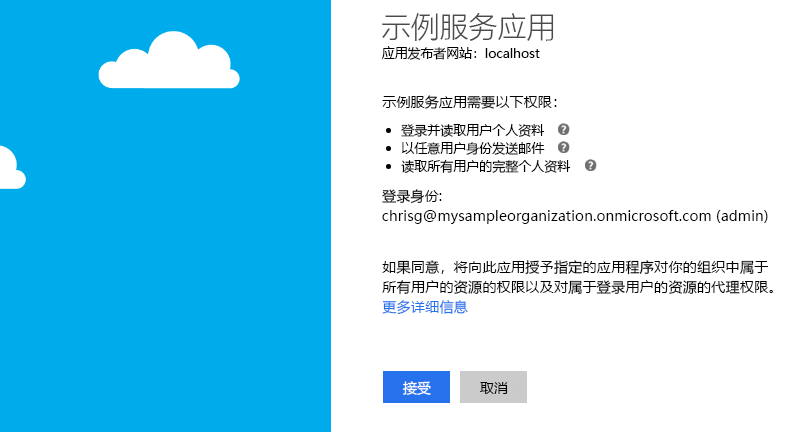 示例服务应用
应用发布者网站：localhost
示例服务应用需要以下权限：
登录并读取用户个人资料
以任意用户身份发送邮件
读取所有用户的完整个人资料
登录身份:
chrisg@mysampleorganization.onmicrosoft.com (admin)
如果同意，将向此应用授予指定的应用程序对你的组织中属于
所有用户的资源的权限以及对属于登录用户的资源的代理权限。
更多详细信息
接受
取消